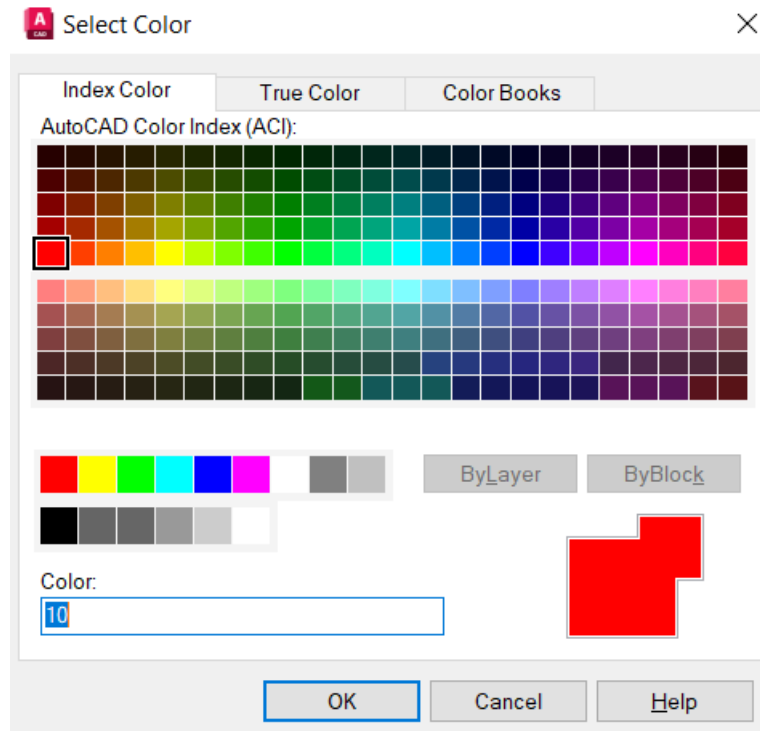 A
CAD
Select Color
Index Color
True Color
Color Books
AutoCAD Color Index (ACI):
ByLayer
ByBlock
Color:
10
OK
Cancel
Help